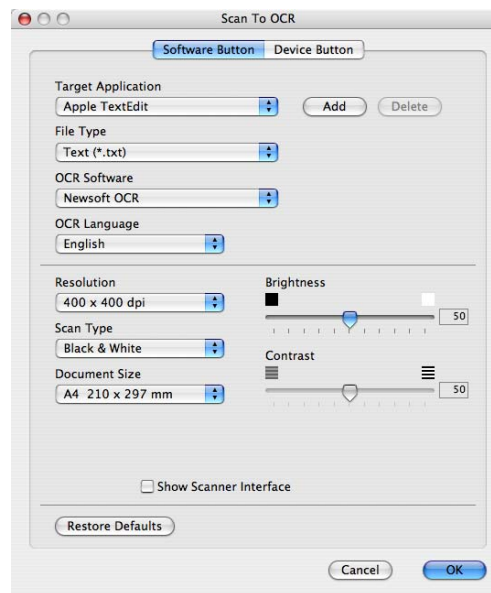 Scan To OCR
Software Button Device Button
Target Application
Apple TextEdit
Add Delete
File Type
Text (*.txt)
OCR Software
Newsoft OCR
OCR Language
English
Resolution Brightness
400 x 400 dpi
50
Scan Type
Black & White
Contrast
Document Size
A4 210 x 297 mm
50
Show Scanner Interface
Restore Defaults
Cancel OK